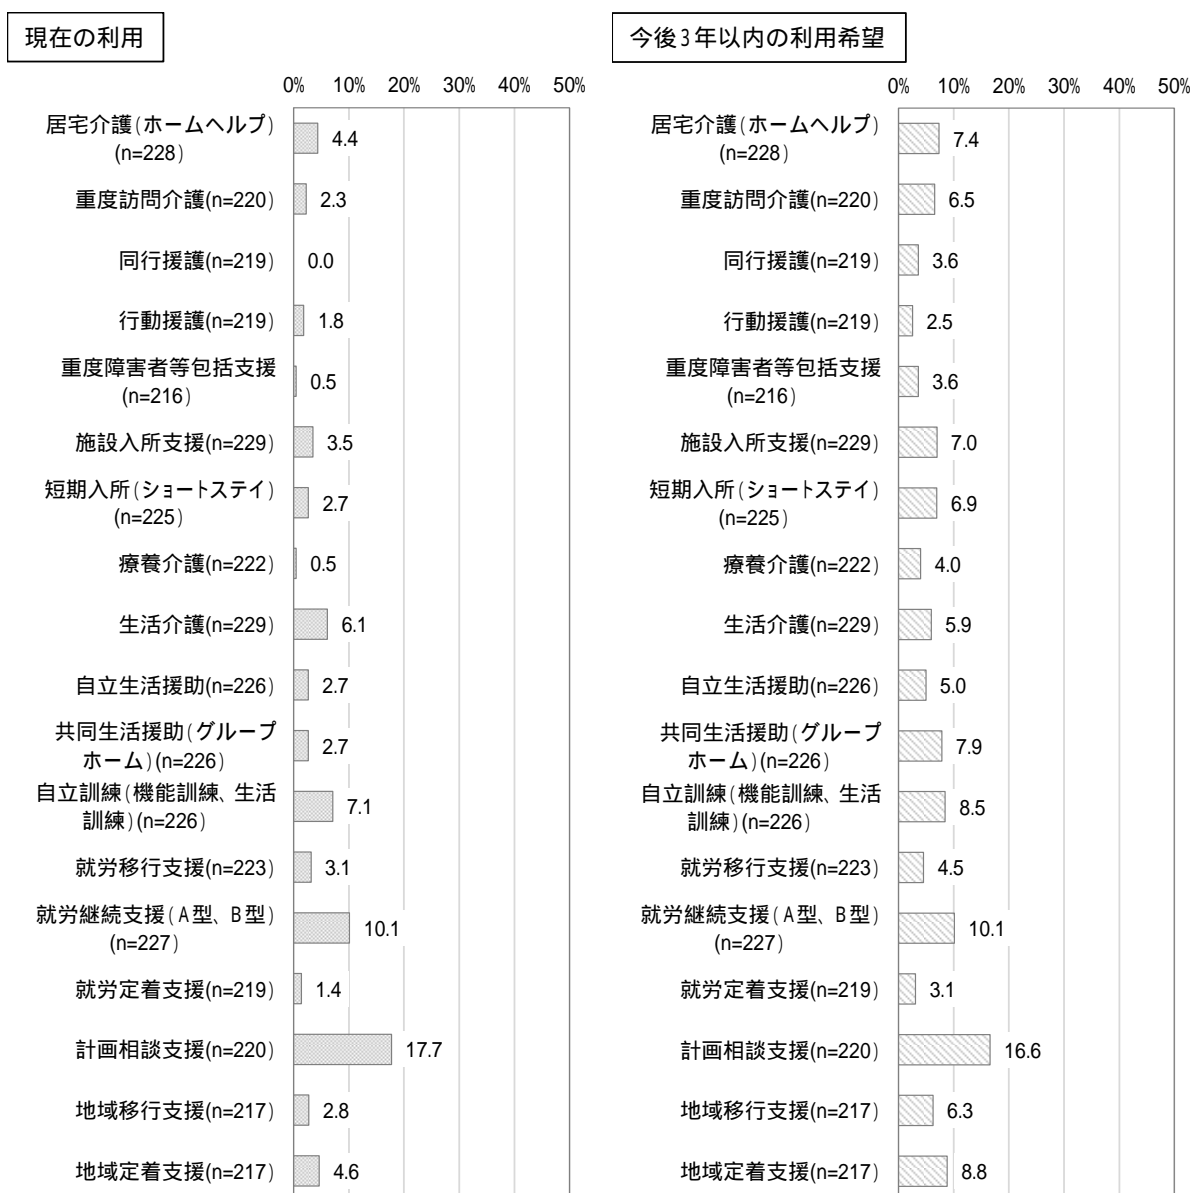 現在の利用
0% 10% 20% 30% 40% 50%
居宅介護(ホームヘルプ)
(n=228)
4.4
重度訪問介護(n=220)
2.3
同行援護(n=219)
0.0
行動援護(n=219)
1.8
重度障害者等包括支援
(n=216)
0.5
施設入所支援(n=229)
3.5
短期入所(ショートステイ)
(n=225)
2.7
療養介護(n=222)
0.5
生活介護(n=229)
6.1
自立生活援助(n=226)
2.7
共同生活援助(グループ
ホーム)(n=226)
2.7
自立訓練(機能訓練、生活
訓練)(n=226)
7.1
就労移行支援(n=223)
3.1
就労継続支援(A型、B型)
(n=227)
10.1
就労定着支援(n=219)
1.4
計画相談支援(n=220)
17.7
地域移行支援(n=217)
2.8
地域定着支援(n=217)
4.6
今後3年以内の利用希望
0% 10% 20% 30% 40% 50%
居宅介護(ホームヘルプ)
(n=228)
7.4
重度訪問介護(n=220)
6.5
同行援護(n=219)
3.6
行動援護(n=219)
2.5
重度障害者等包括支援
(n=216)
3.6
施設入所支援(n=229)
7.0
短期入所(ショートステイ)
(n=225)
6.9
療養介護(n=222)
4.0
生活介護(n=229)
5.9
自立生活援助(n=226)
5.0
共同生活援助(グループ
ホーム)(n=226)
7.9
自立訓練(機能訓練、生活
訓練)(n=226)
8.5
就労移行支援(n=223)
4.5
就労継続支援(A型、B型)
(n=227)
10.1
就労定着支援(n=219)
3.1
計画相談支援(n=220)
16.6
地域移行支援(n=217)
6.3
地域定着支援(n=217)
8.8